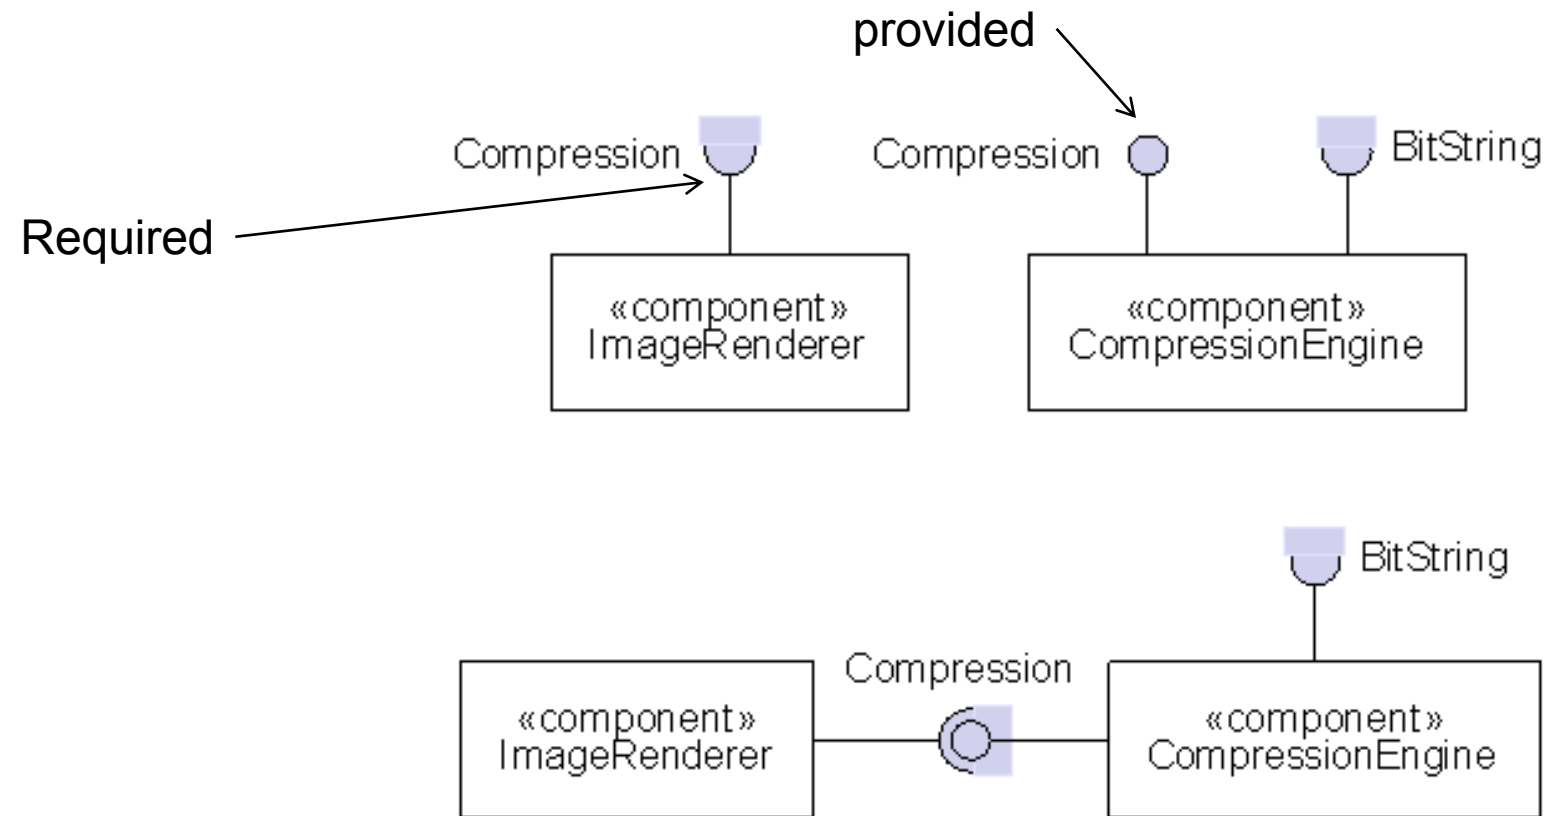 provided
Compression
Compression
BitString
Required
«component»
ImageRenderer
«component»
CompressionEngine
BitString
Compression
«component»
ImageRenderer
«component»
CompressionEngine